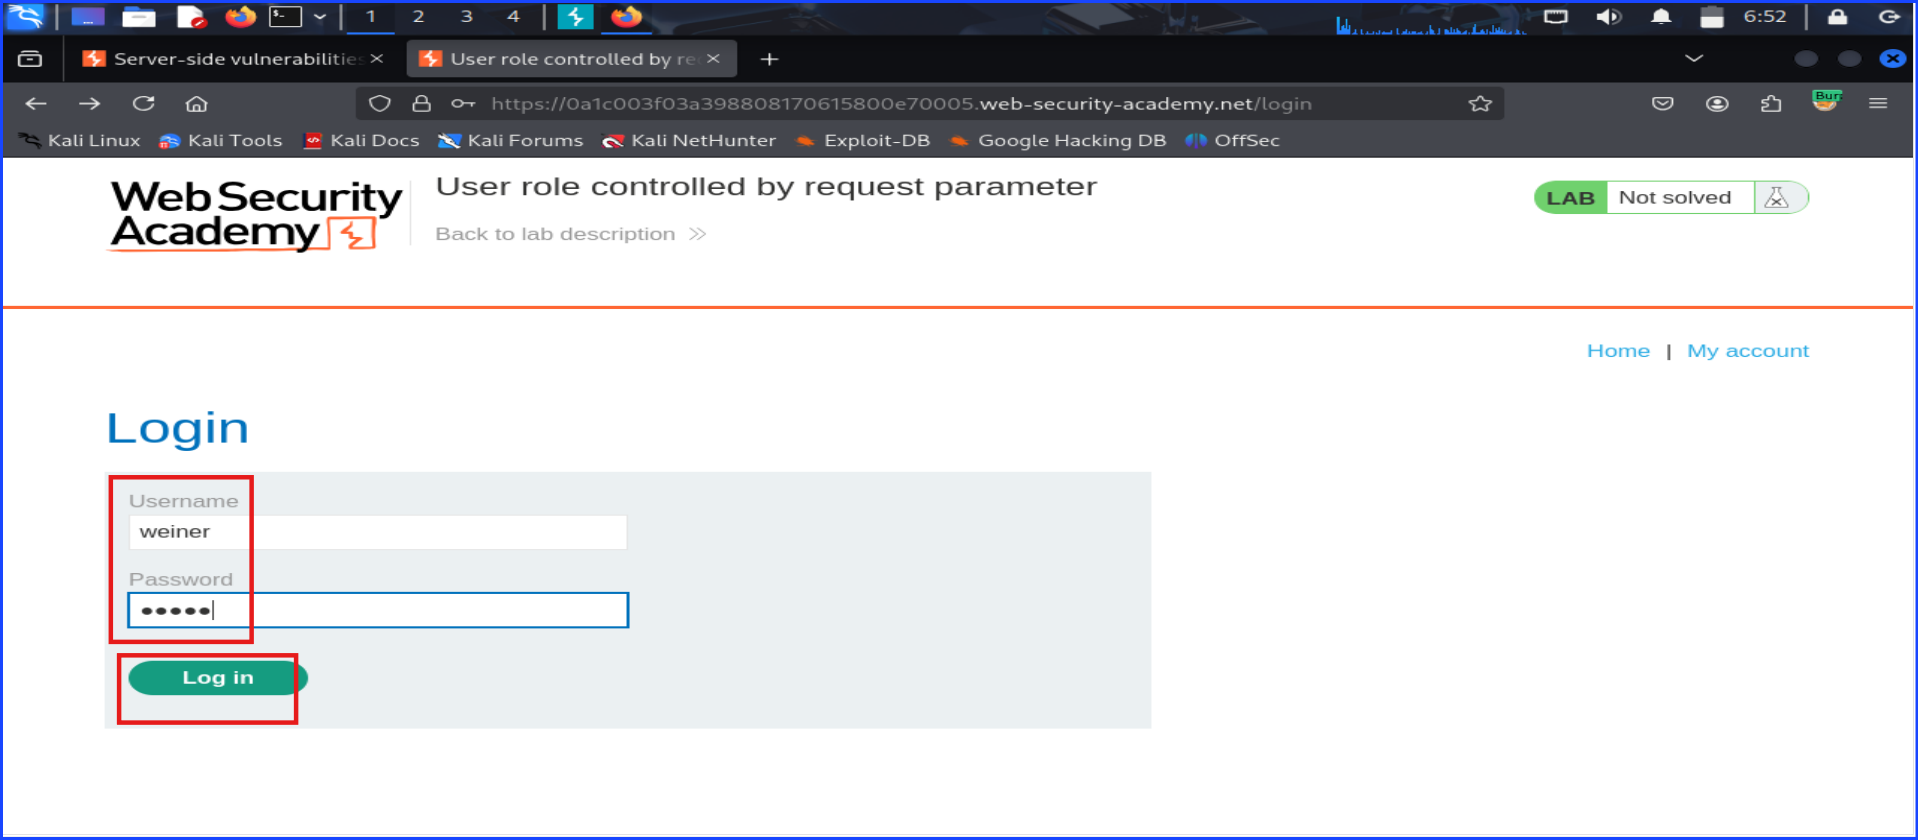 1 2 3 4 6:52
Server-side vulnerabilities User role controlled by re
https://0a1c003f03a398808170615800e70005.web-security-academy.net/login
Kali Linux Kali Tools Kali Docs Kali Forums Kali NetHunter Exploit-DB Google Hacking DB OffSec
Web Security
Academy
User role controlled by request parameter
Back to lab description
LAB Not solved
Home | My account
Login
Username
weiner
Password
Log in